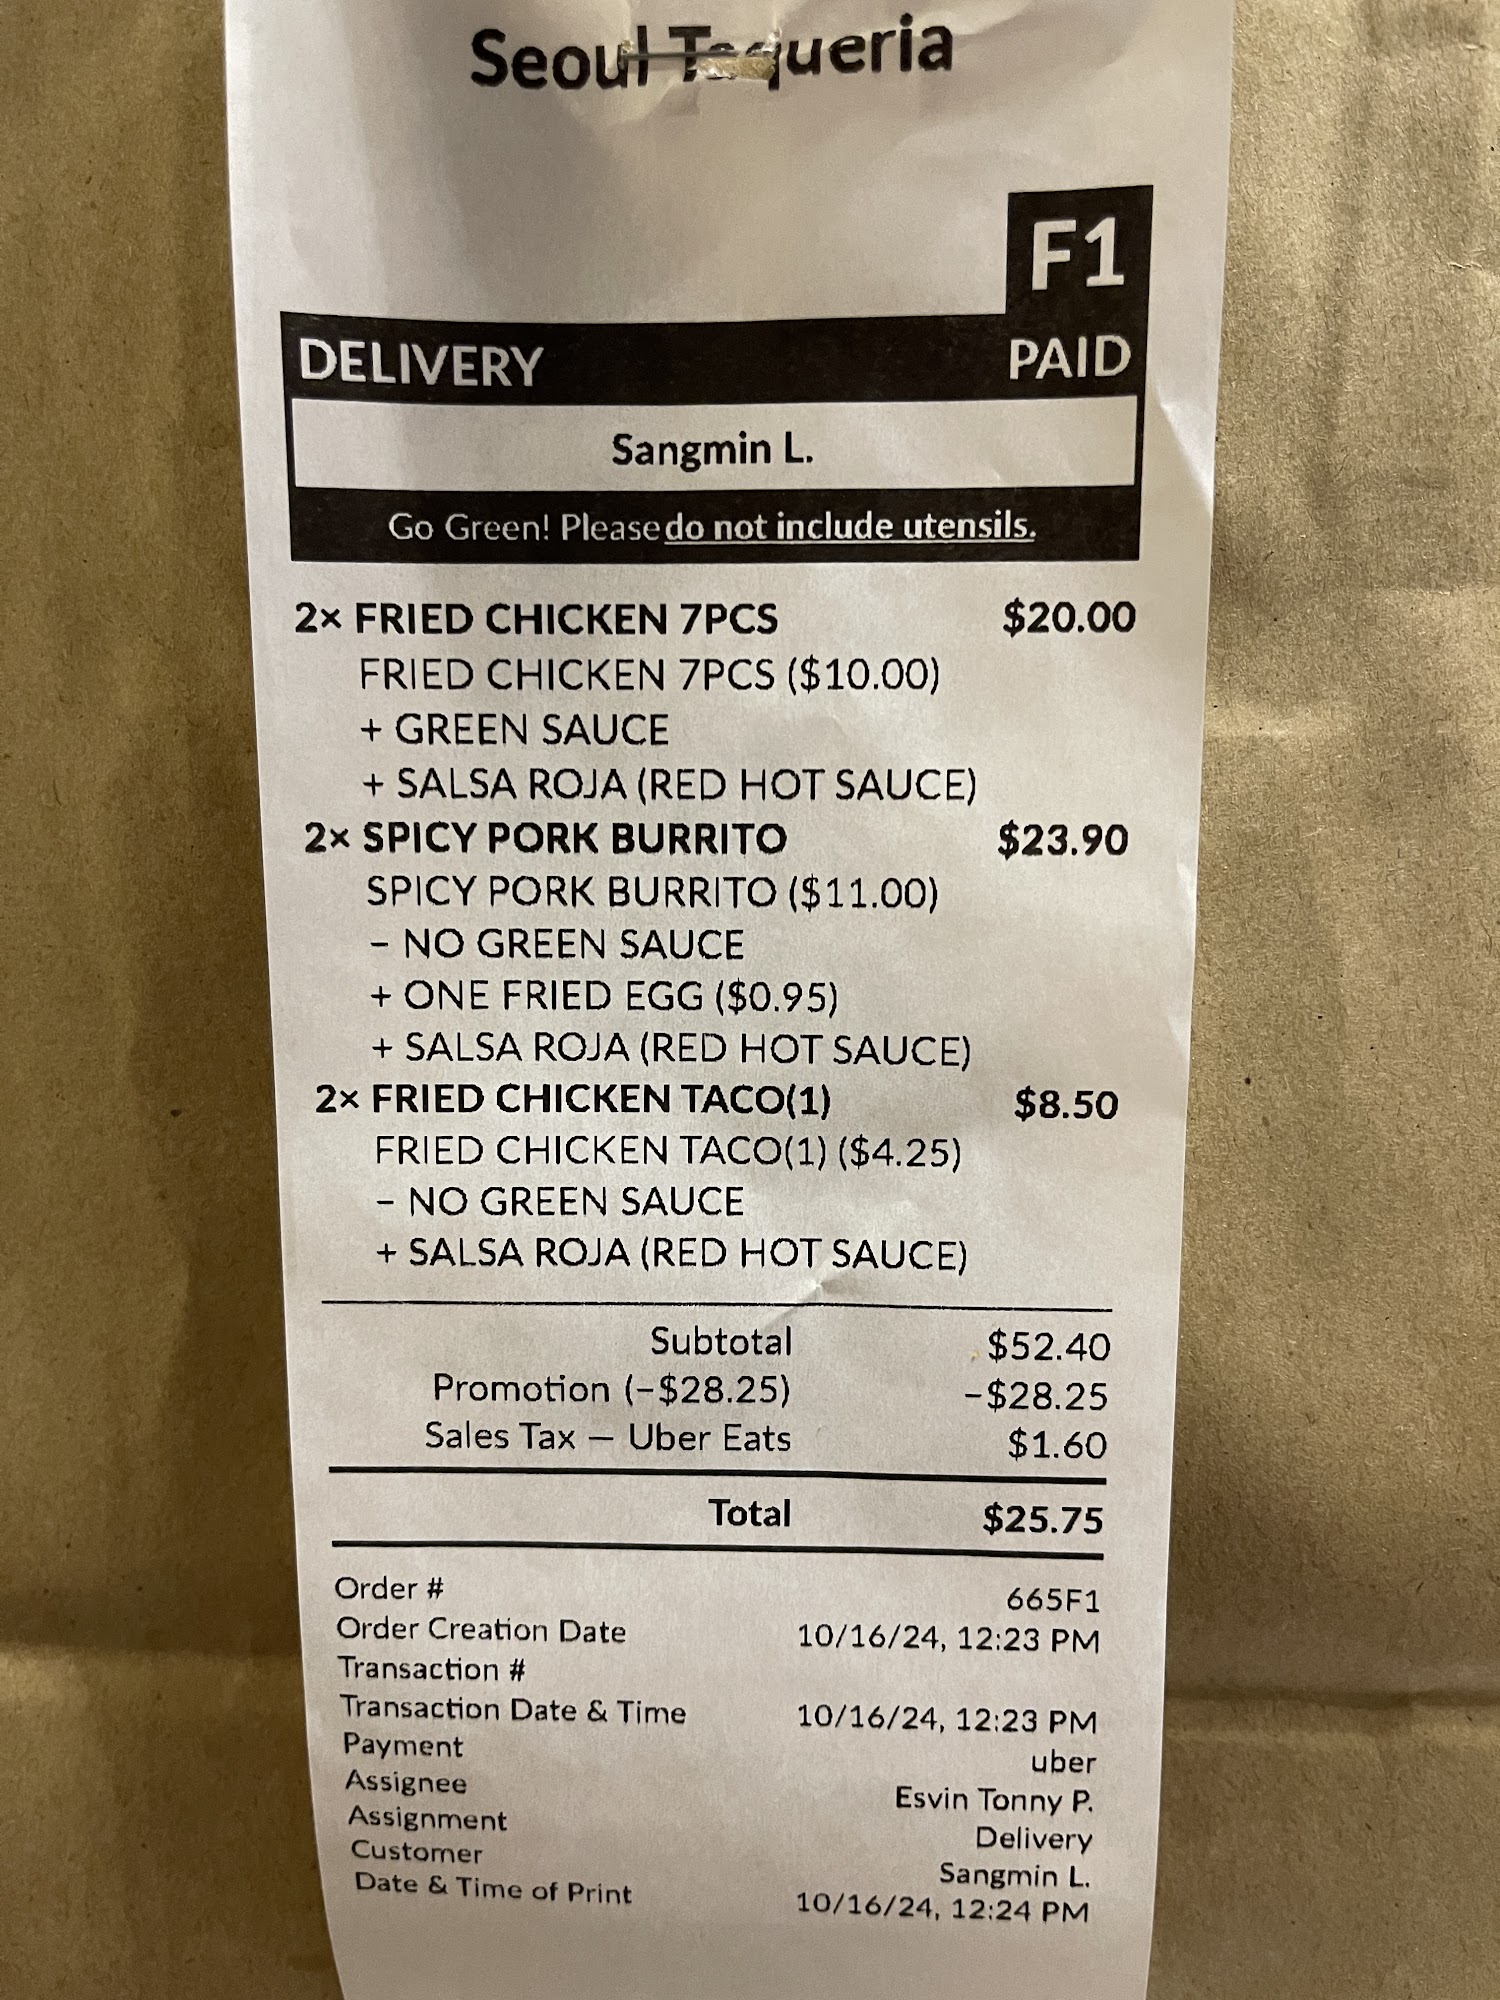 Seoul Taqueria
F1
DELIVERY PAID
Sangmin L.
Go Green! Please do not include utensils.
2× FRIED CHICKEN 7PCS $20.00
FRIED CHICKEN 7PCS ($10.00)
+ GREEN SAUCE
+ SALSA ROJA (RED HOT SAUCE)
2× SPICY PORK BURRITO $23.90
SPICY PORK BURRITO ($11.00)
– NO GREEN SAUCE
+ ONE FRIED EGG ($0.95)
+ SALSA ROJA (RED HOT SAUCE)
2× FRIED CHICKEN TACO(1) $8.50
FRIED CHICKEN TACO(1) ($4.25)
– NO GREEN SAUCE
+ SALSA ROJA (RED HOT SAUCE)
Subtotal $52.40
Promotion (–$28.25) –$28.25
Sales Tax — Uber Eats $1.60
Total $25.75
Order # 665F1
Order Creation Date 10/16/24, 12:23 PM
Transaction #
Transaction Date & Time 10/16/24, 12:23 PM
Payment uber
Assignee Esvin Tonny P.
Assignment Delivery
Customer Sangmin L.
Date & Time of Print 10/16/24, 12:24 PM